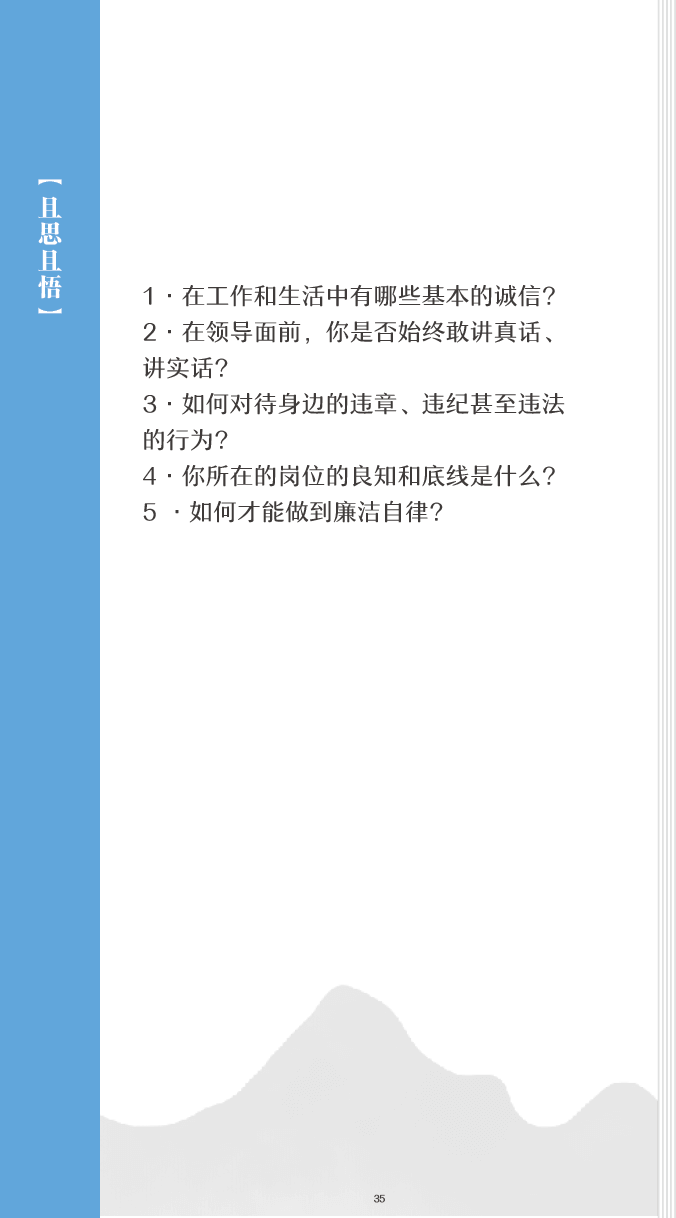 【且思且悟】
1·在工作和生活中有哪些基本的诚信？
2·在领导面前，你是否始终敢讲真话、
讲实话？
3·如何对待身边的违章、违纪甚至违法
的行为？
4·你所在的岗位的良知和底线是什么？
5 ·如何才能做到廉洁自律？
35